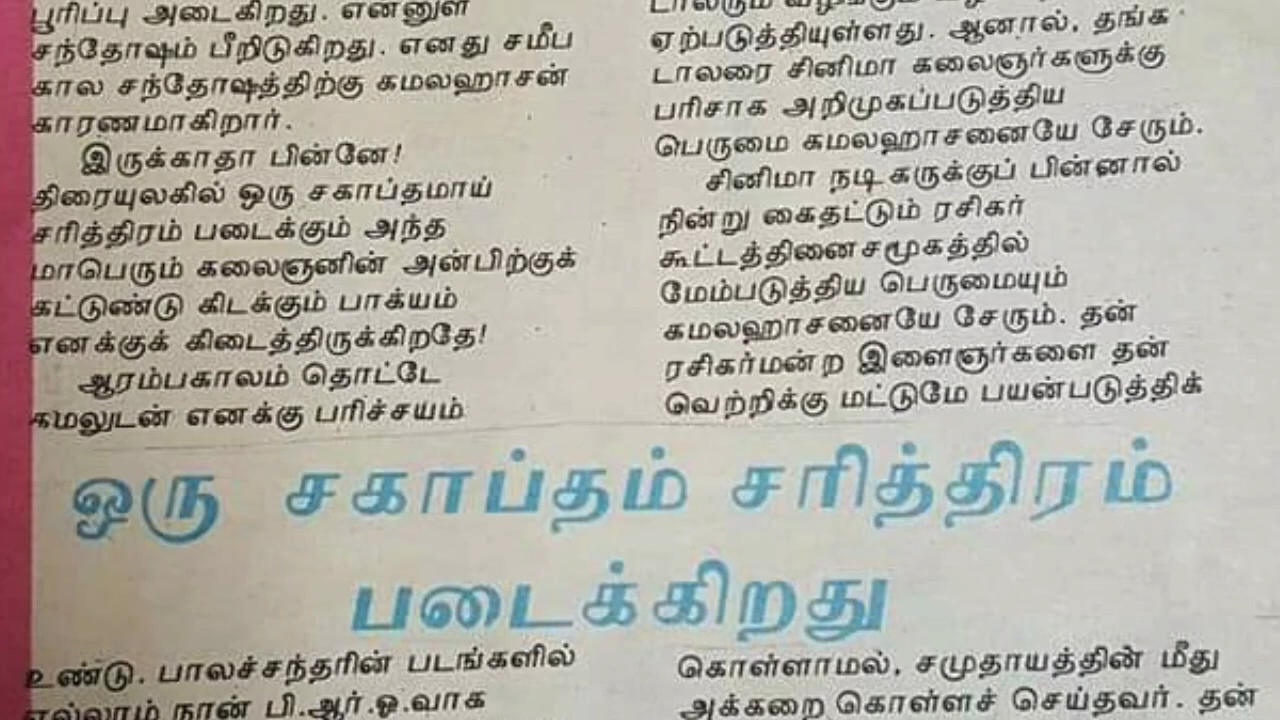 பூரிப்பு அடைகிறது. என்னுள்
சந்தோஷம் பீறிடுகிறது. எனது சமீப
கால சந்தோஷத்திற்கு கமலஹாசன்
காரணமாகிறார்.
இருக்காதா பின்னே!
திரையுலகில் ஒரு சகாப்தமாய்
சரித்திரம் படைக்கும் அந்த
மாபெரும் கலைஞனின் அன்பிற்குக்
கட்டுண்டு கிடக்கும் பாக்யம்
எனக்குக் கிடைத்திருக்கிறதே!
ஆரம்பகாலம் தொட்டே
கமலுடன் எனக்கு பரிச்சயம்
ஏற்படுத்தியுள்ளது. ஆனால், தங்க
டாலரை சினிமா கலைஞர்களுக்கு
பரிசாக அறிமுகப்படுத்திய
பெருமை கமலஹாசனையே சேரும்.
சினிமா நடிகருக்குப் பின்னால்
நின்று கைதட்டும் ரசிகர்
கூட்டத்தினைசமூகத்தில்
மேம்படுத்திய பெருமையும்
கமலஹாசனையே சேரும். தன்
ரசிகர்மன்ற இளைஞர்களை தன்
வெற்றிக்கு மட்டுமே பயன்படுத்திக்
ஒரு சகாப்தம் சரித்திரம்
படைக்கிறது
உண்டு. பாலச்சந்தரின் படங்களில்
எல்லாம் நான் பி.ஆர்.ஓ.வாக
கொள்ளாமல், சமுதாயத்தின் மீது
அக்கறை கொள்ளச் செய்தவர். தன்